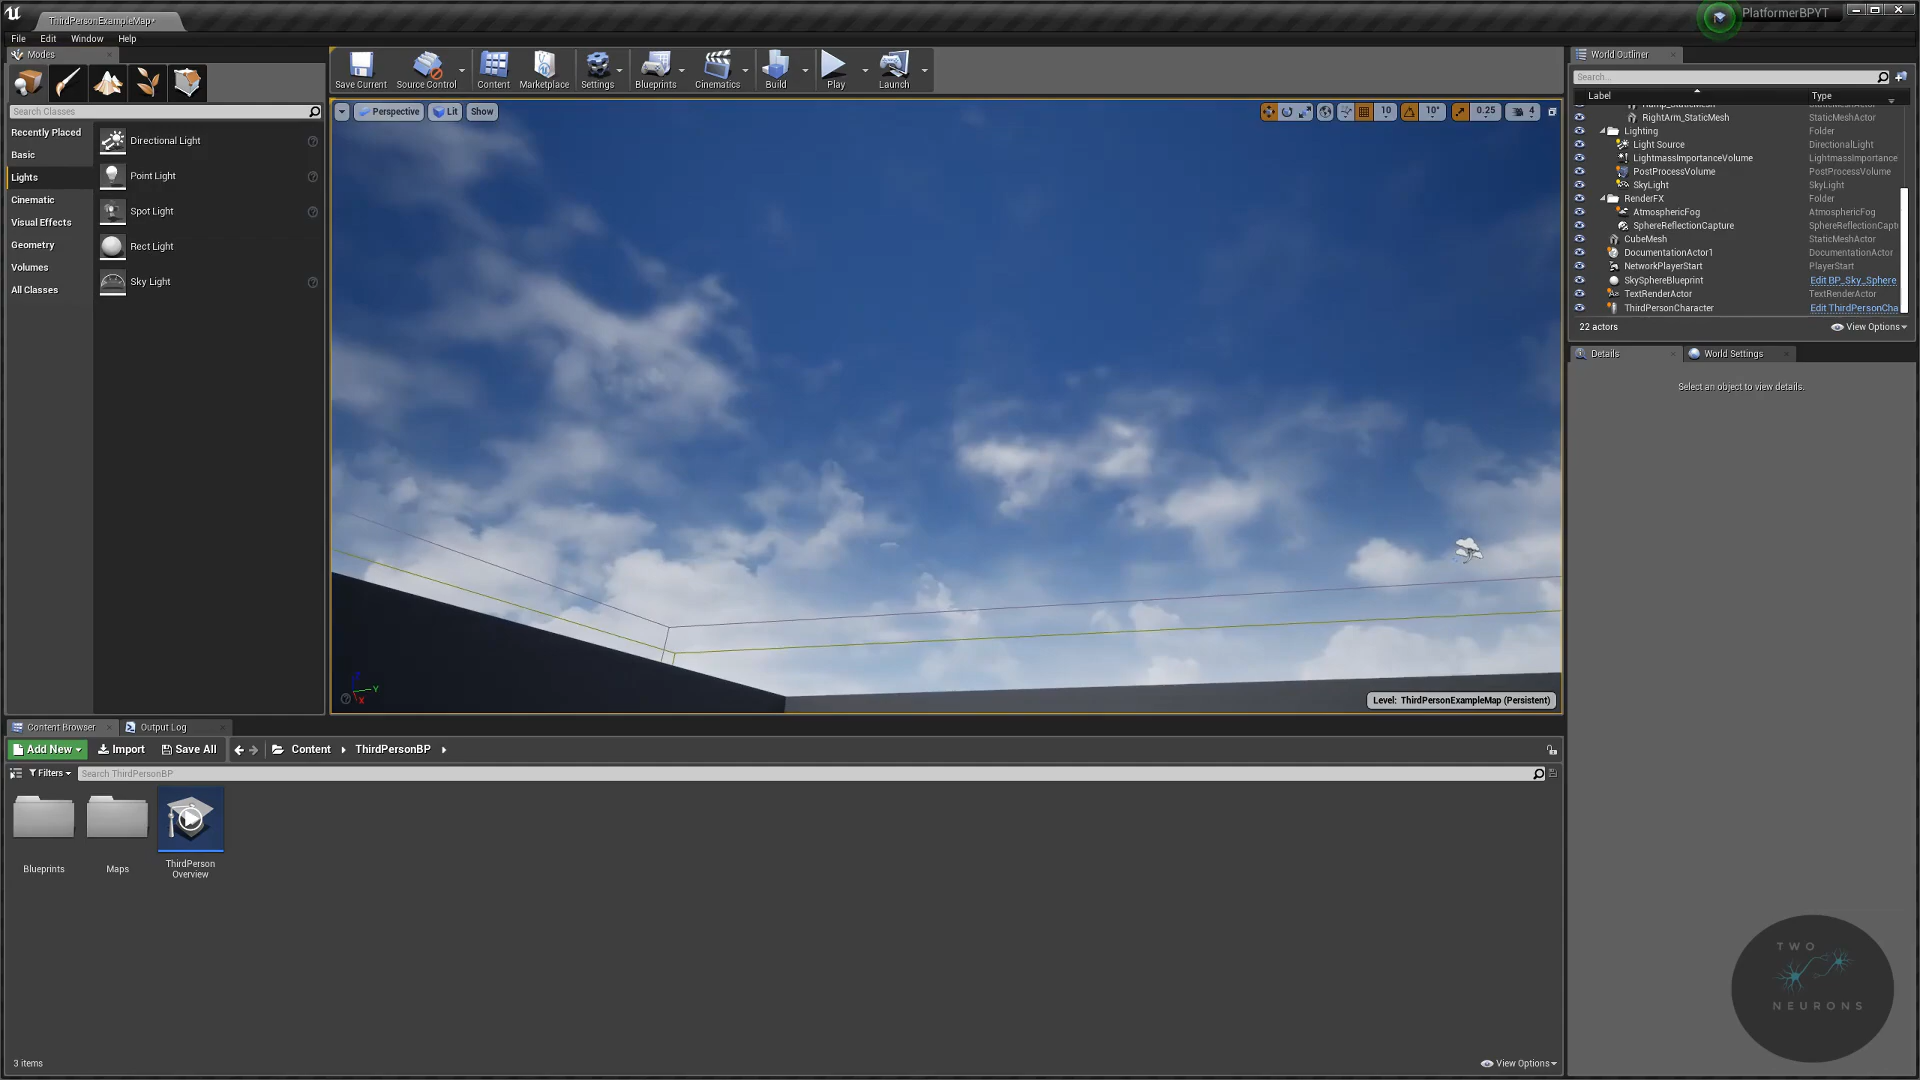 ThirdPersonExampleMap*
PlatformerBPYT
File Edit Window Help
Modes
Search Classes
Recently Placed
Basic
Lights
Cinematic
Visual Effects
Geometry
Volumes
All Classes
Directional Light
Point Light
Spot Light
Rect Light
Sky Light
Save Current
Source Control
Content
Marketplace
Settings
Blueprints
Cinematics
Build
Play
Launch
Perspective
Lit
Show
10
10°
0.25
4
Y
X
Level: ThirdPersonExampleMap (Persistent)
World Outliner
Search...
Label Type
Ramp_StaticMesh StaticMeshActor
RightArm_StaticMesh StaticMeshActor
Lighting Folder
Light Source DirectionalLight
LightmassImportanceVolume LightmassImportance
PostProcessVolume PostProcessVolume
SkyLight SkyLight
RenderFX Folder
AtmosphericFog AtmosphericFog
SphereReflectionCapture SphereReflectionCapt
CubeMesh StaticMeshActor
DocumentationActor1 DocumentationActor
NetworkPlayerStart PlayerStart
SkySphereBlueprint Edit BP_Sky_Sphere
TextRenderActor TextRenderActor
ThirdPersonCharacter Edit ThirdPersonCha
22 actors
View Options
Details
World Settings
Select an object to view details.
Content Browser
Output Log
Add New
Import
Save All
Content
ThirdPersonBP
Filters
Search ThirdPersonBP
Blueprints
Maps
ThirdPerson
Overview
3 items
View Options
TWO
NEURONS